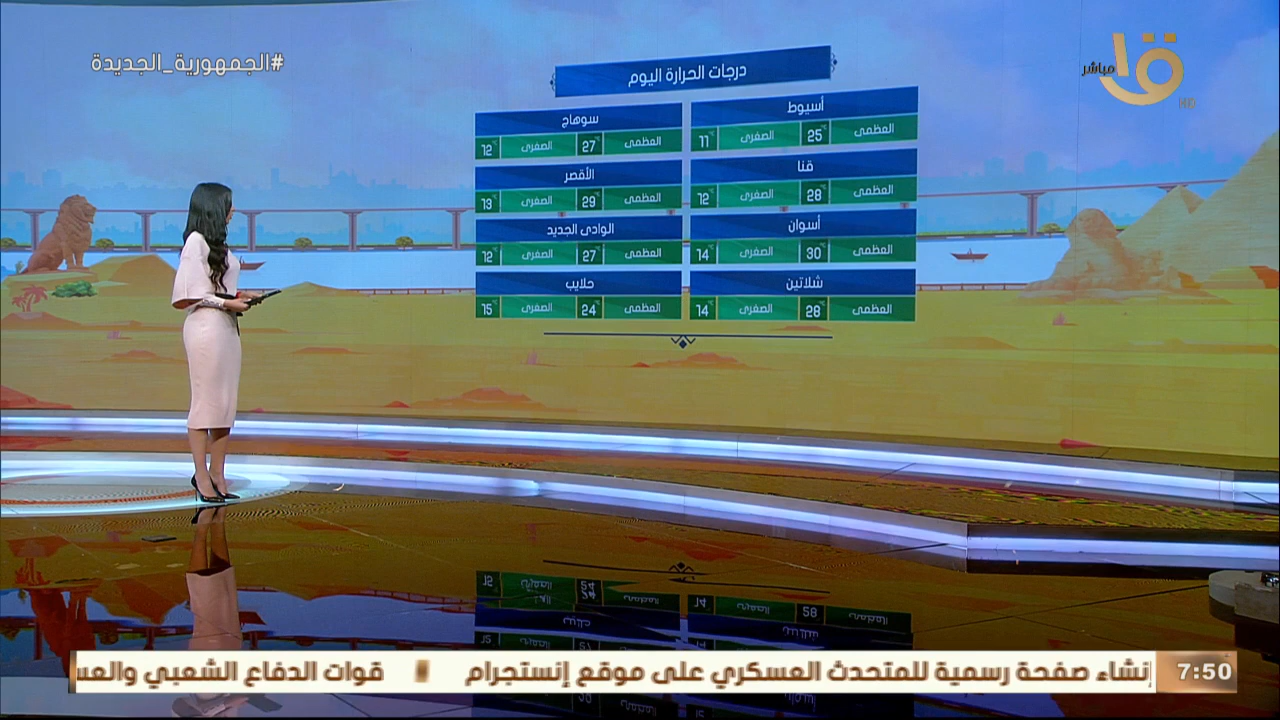 #الجمهورية_الجديدة
مباشر
HD
درجات الحرارة اليوم
أسيوط
العظمى 25 الصغرى 11
سوهاج
العظمى 27 الصغرى 12
قنا
العظمى 28 الصغرى 12
الأقصر
العظمى 29 الصغرى 13
أسوان
العظمى 30 الصغرى 14
الوادى الجديد
العظمى 27 الصغرى 12
شلاتين
العظمى 28 الصغرى 14
حلايب
العظمى 24 الصغرى 15
7:50
إنشاء صفحة رسمية للمتحدث العسكري على موقع إنستجرام
قوات الدفاع الشعبي